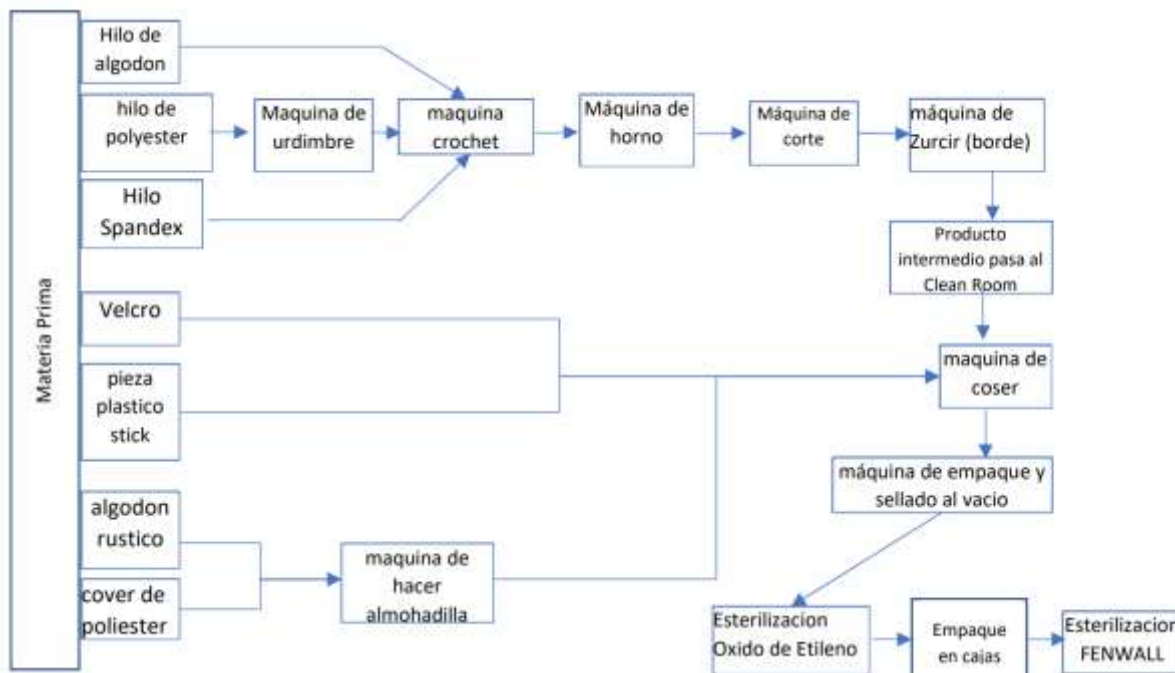 Materia Prima
Hilo de
algodon
hilo de
polyester
Maquina de
urdimbre
maquina
crochet
Máquina de
horno
Máquina de
corte
máquina de
Zurcir (borde)
Hilo
Spandex
Producto
intermedio pasa al
Clean Room
Velcro
pieza
plastico
stick
maquina de
coser
máquina de empaque y
sellado al vacio
algodon
rustico
cover de
poliester
maquina de
hacer
almohadilla
Esterilizacion
Oxido de Etileno
Empaque
en cajas
Esterilizacion
FENWALL